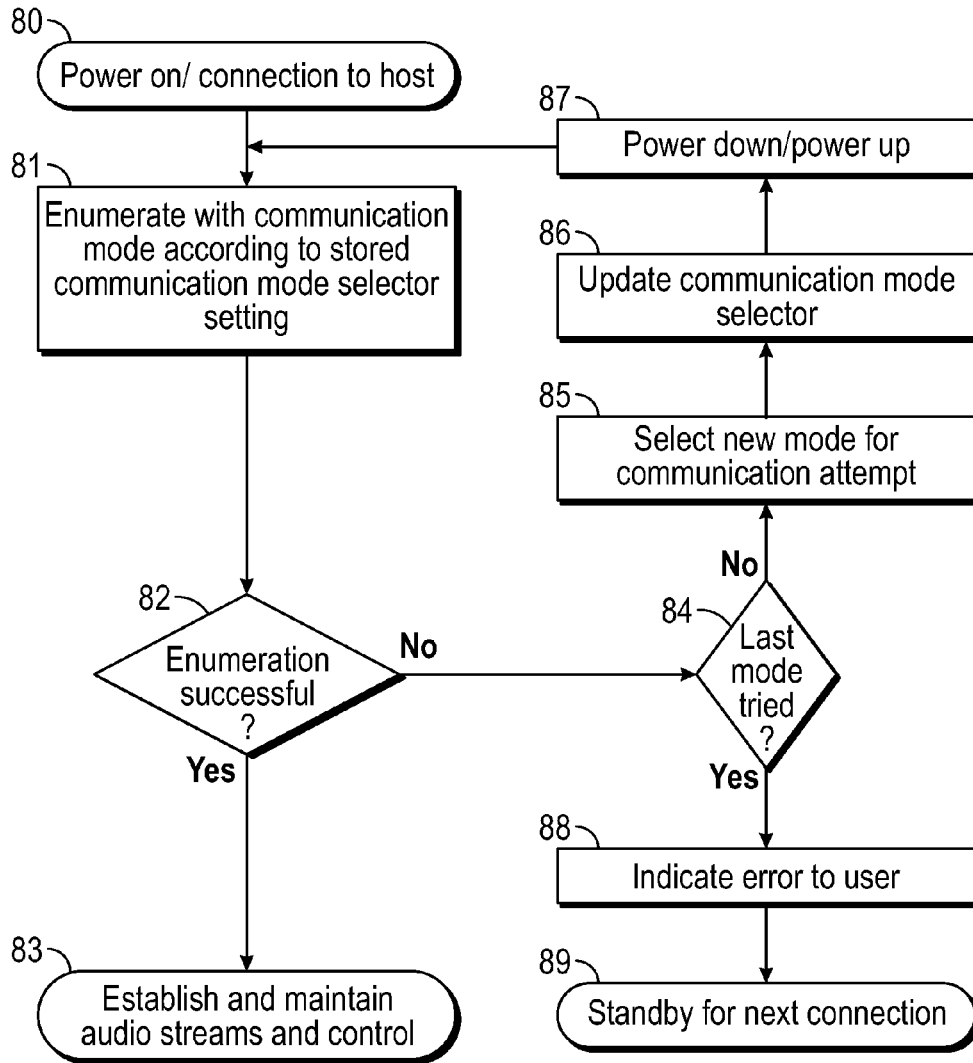 80
Power on/ connection to host
81
Enumerate with communication
mode according to stored
communication mode selector
setting
82
Enumeration
successful
?
No
Yes
83
Establish and maintain
audio streams and control
87
Power down/power up
86
Update communication mode
selector
85
Select new mode for
communication attempt
No
84
Last
mode
tried
?
Yes
88
Indicate error to user
89
Standby for next connection